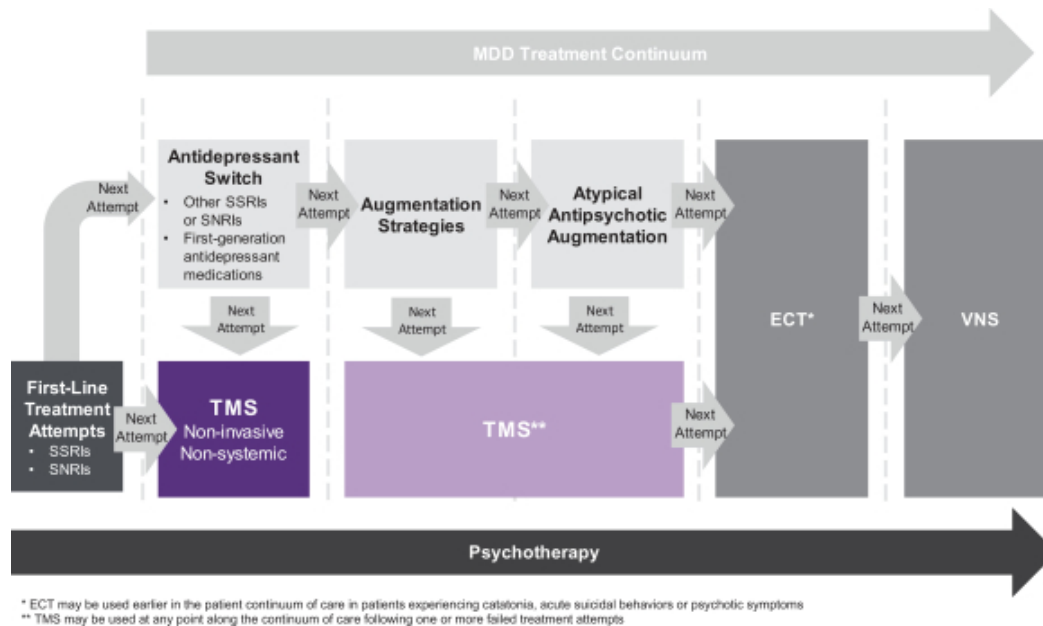 MDD Treatment Continuum
Next
Attempt
Antidepressant
Switch
• Other SSRIs
or SNRIs
• First-generation
antidepressant
medications
Next
Attempt
Augmentation
Strategies
Next
Attempt
Atypical
Antipsychotic
Augmentation
Next
Attempt
Next
Attempt
Next
Attempt
Next
Attempt
ECT*
Next
Attempt
VNS
First-Line
Treatment
Attempts
• SSRIs
• SNRIs
Next
Attempt
TMS
Non-invasive
Non-systemic
TMS**
Next
Attempt
Psychotherapy
* ECT may be used earlier in the patient continuum of care in patients experiencing catatonia, acute suicidal behaviors or psychotic symptoms
** TMS may be used at any point along the continuum of care following one or more failed treatment attempts